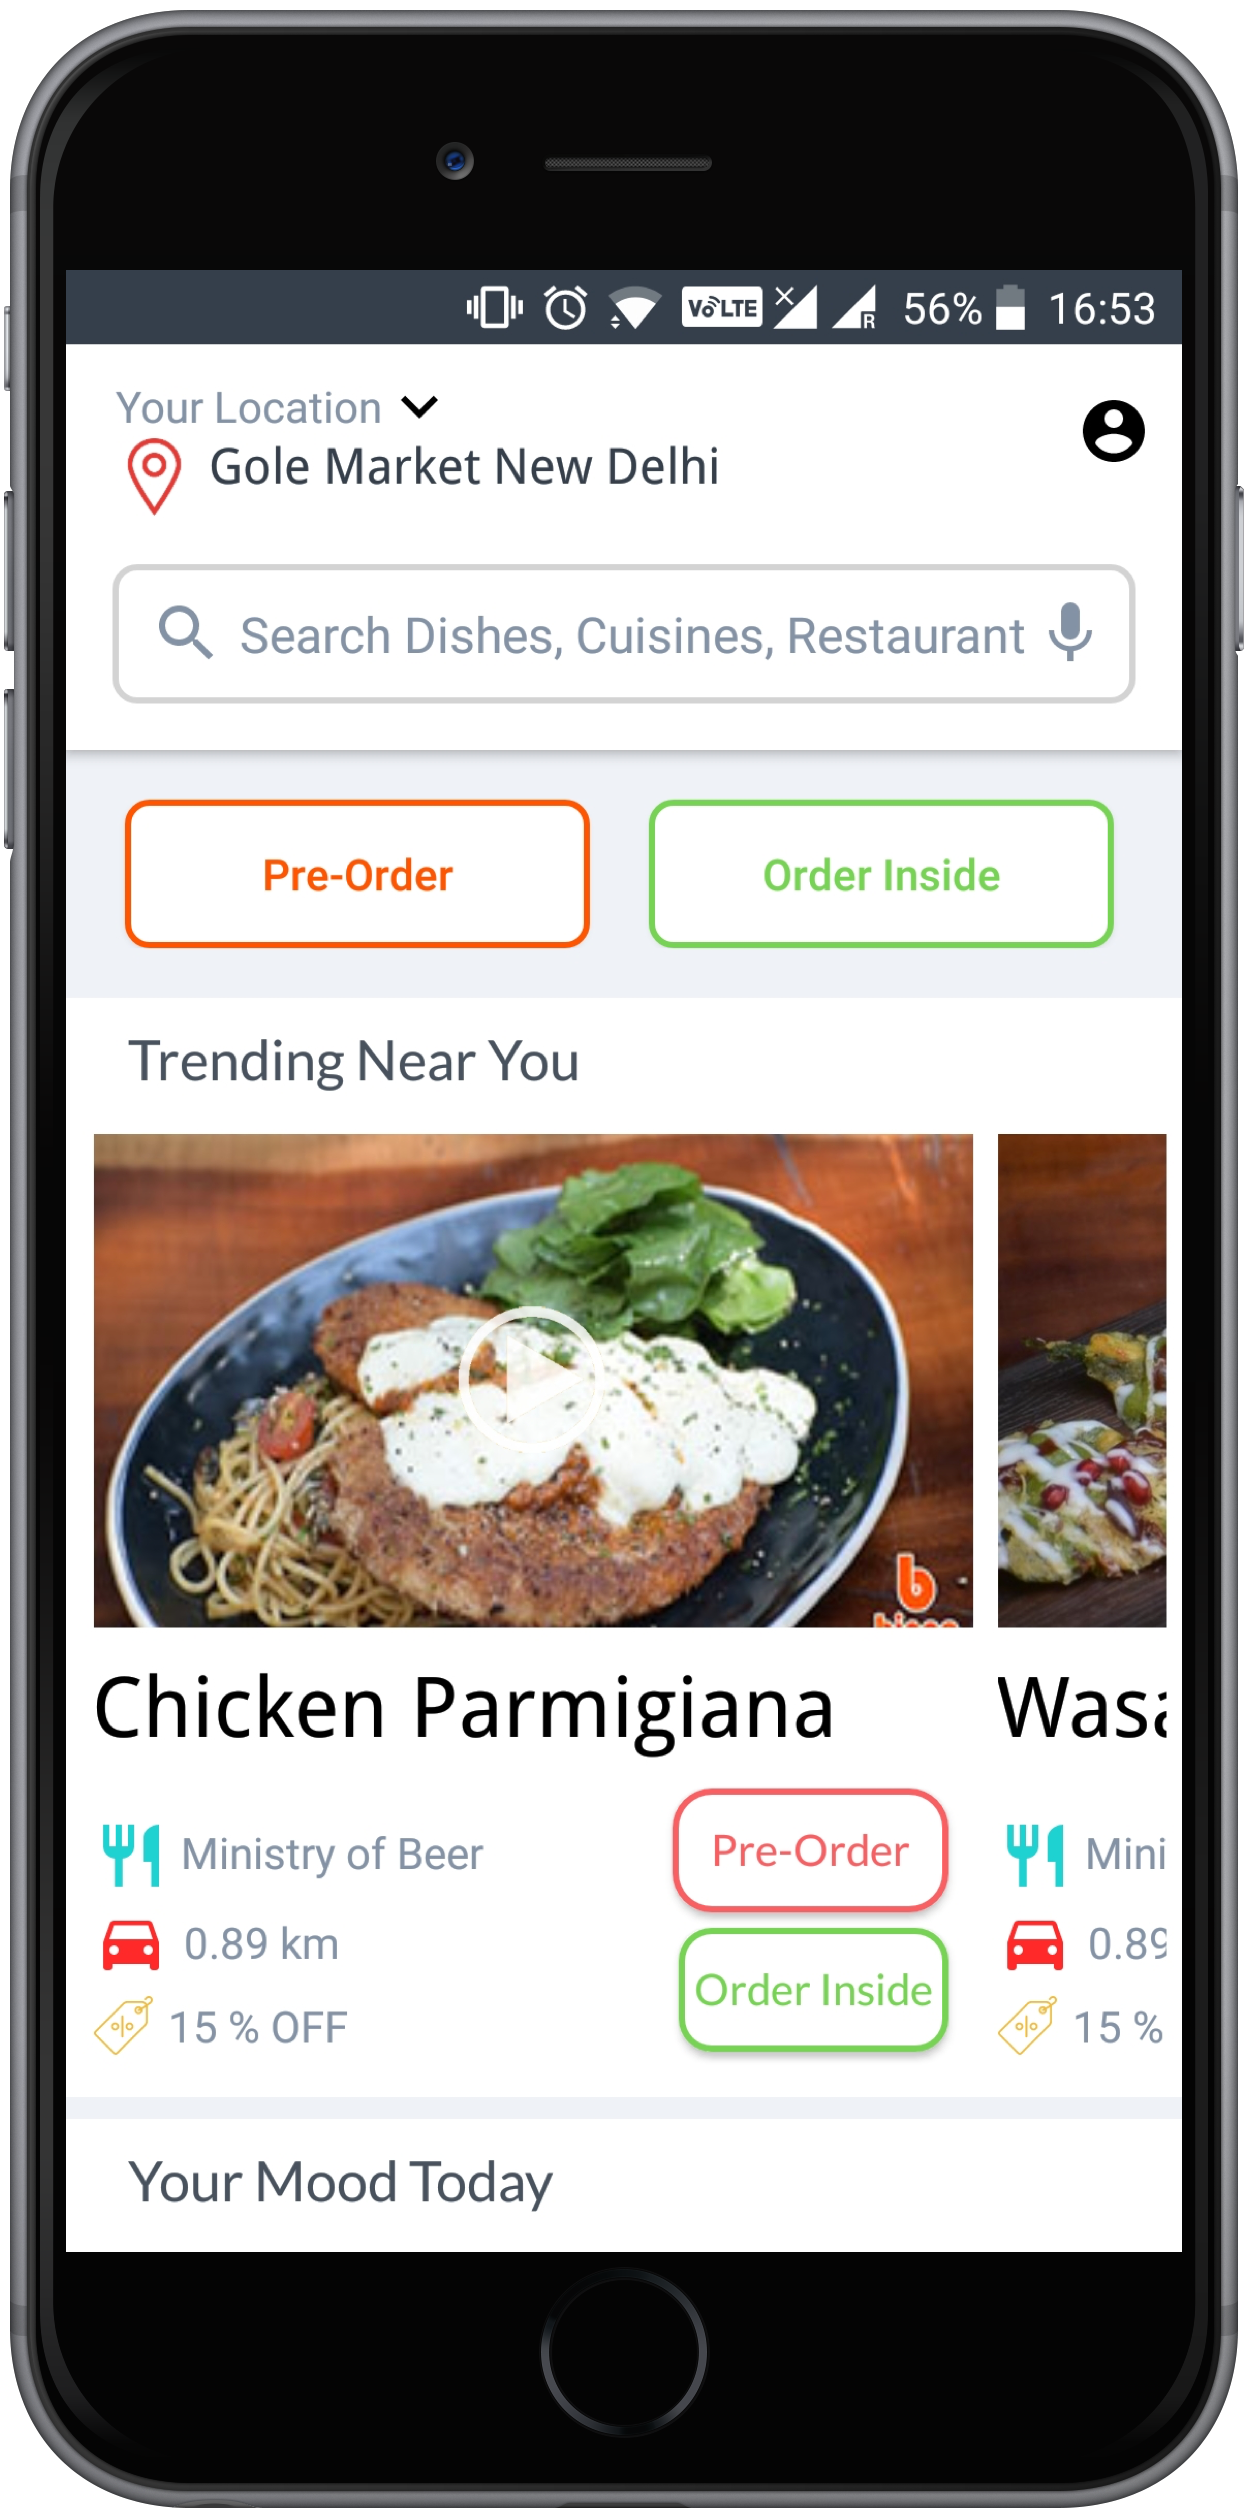 VoLTE R 56% 16:53
Your Location
Gole Market New Delhi
Search Dishes, Cuisines, Restaurant
Pre-Order Order Inside
Trending Near You
b
Chicken Parmigiana
Ministry of Beer Pre-Order Mini
0.89 km 0.89
Order Inside
15 % OFF 15 %
Your Mood Today